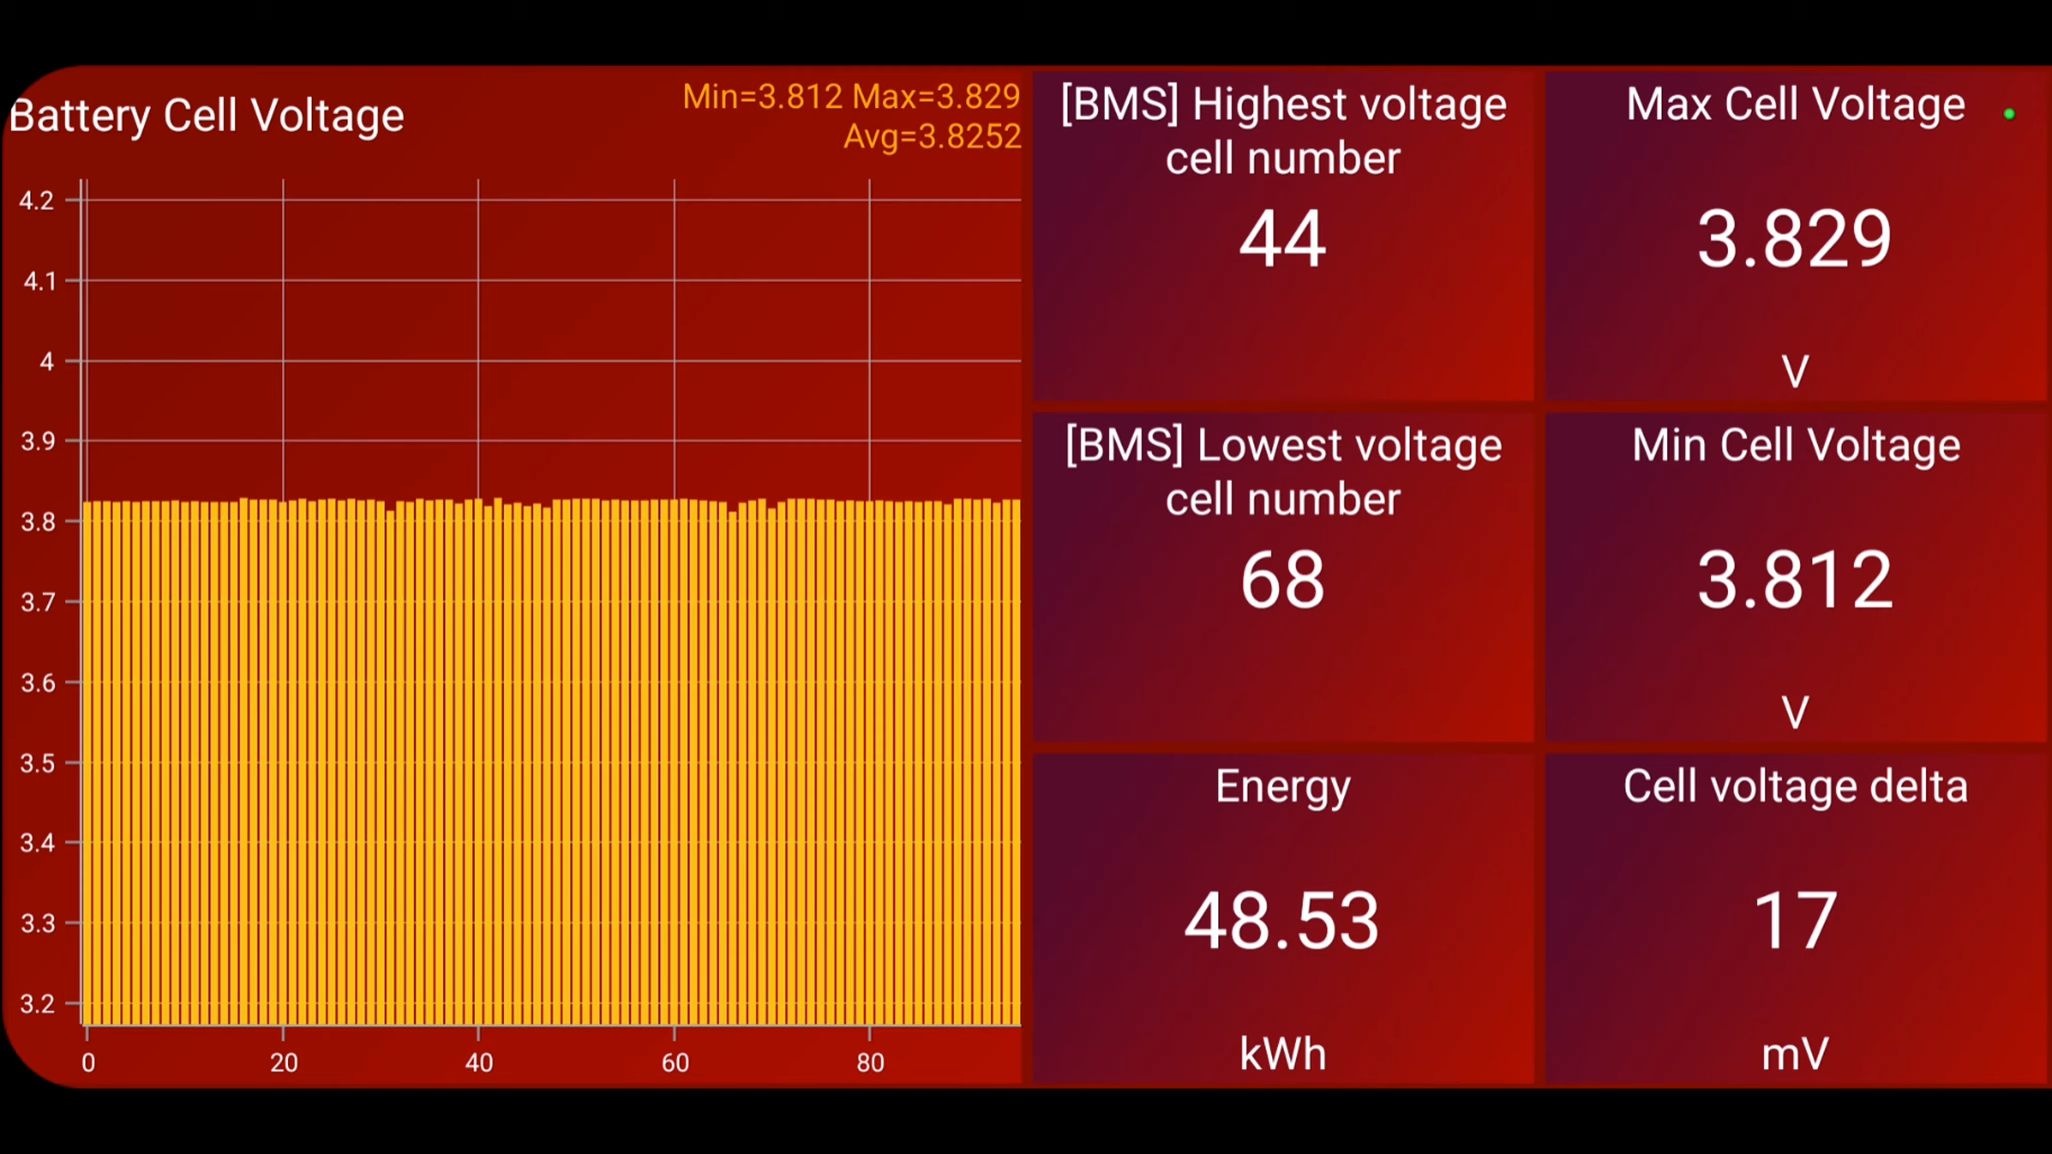 Battery Cell Voltage
Min=3.812 Max=3.829
Avg=3.8252
4.2
4.1
4
3.9
3.8
3.7
3.6
3.5
3.4
3.3
3.2
0 20 40 60 80
[BMS] Highest voltage
cell number
44
Max Cell Voltage
3.829
V
[BMS] Lowest voltage
cell number
68
Min Cell Voltage
3.812
V
Energy
48.53
kWh
Cell voltage delta
17
mV